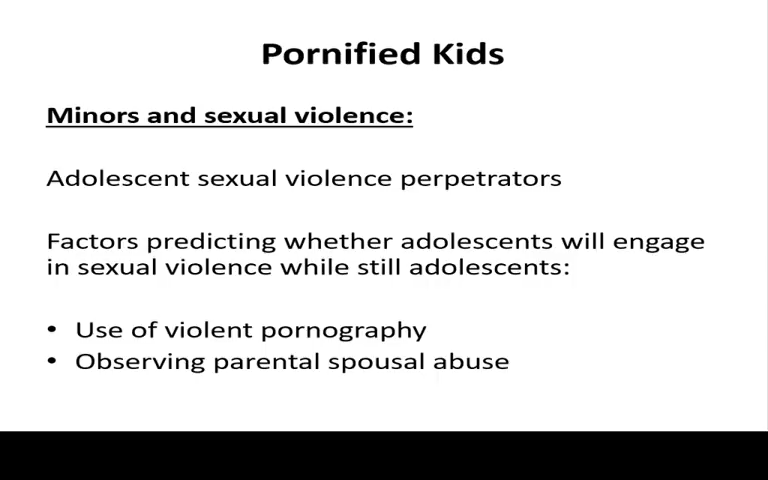 Pornified Kids
Minors and sexual violence:
Adolescent sexual violence perpetrators
Factors predicting whether adolescents will engage
in sexual violence while still adolescents:
• Use of violent pornography
• Observing parental spousal abuse